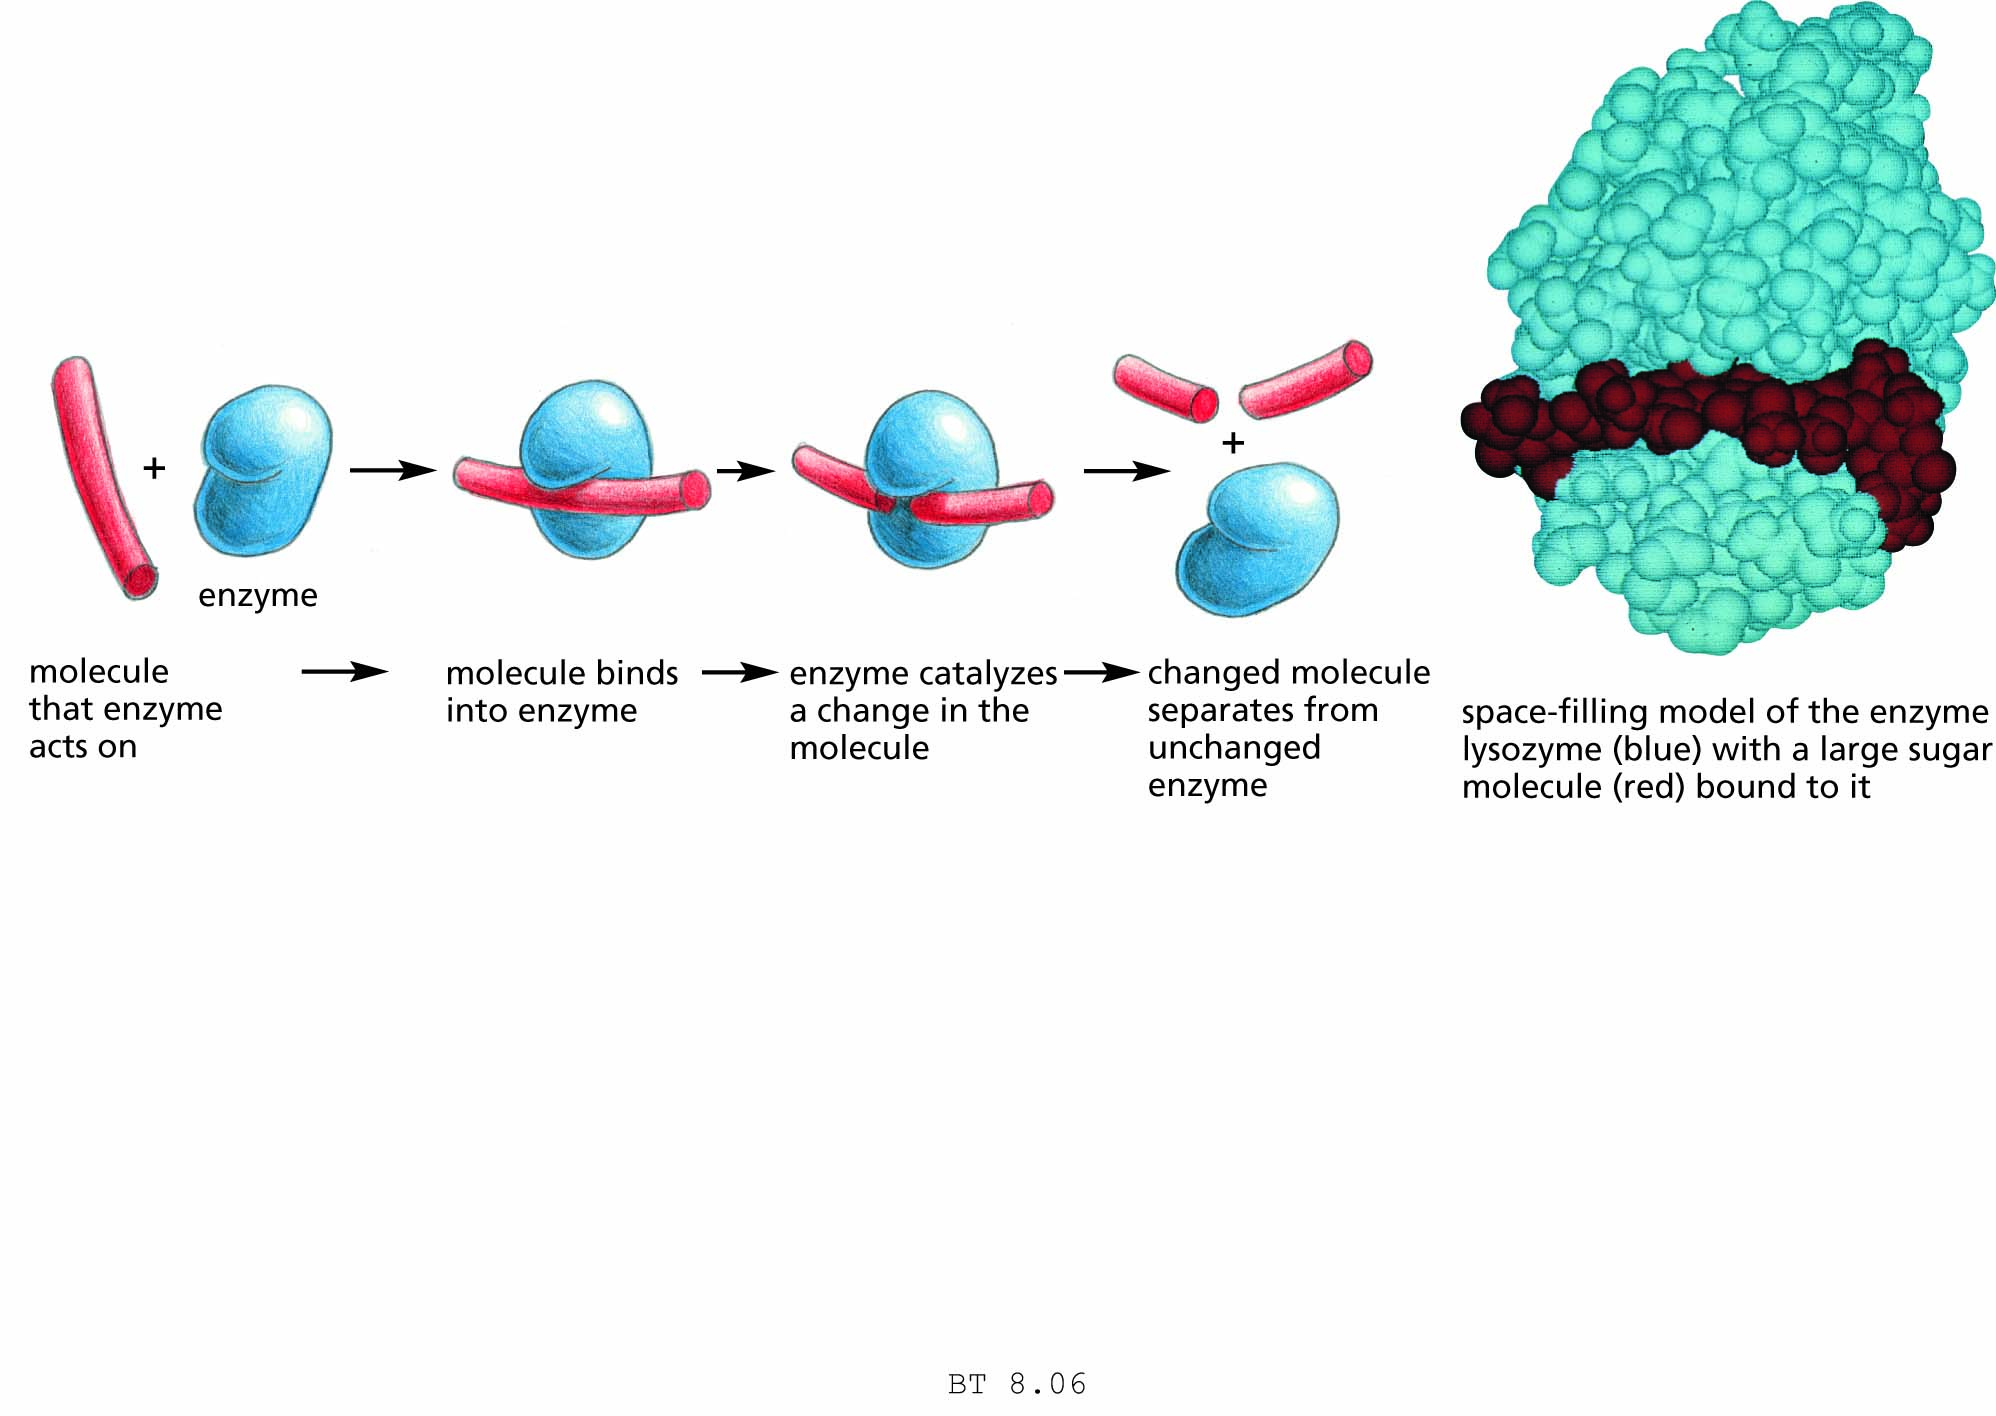 +
+
enzyme
molecule
that enzyme
acts on
molecule binds
into enzyme
enzyme catalyzes
a change in the
molecule
changed molecule
separates from
unchanged
enzyme
space-filling model of the enzyme
lysozyme (blue) with a large sugar
molecule (red) bound to it
BT 8.06